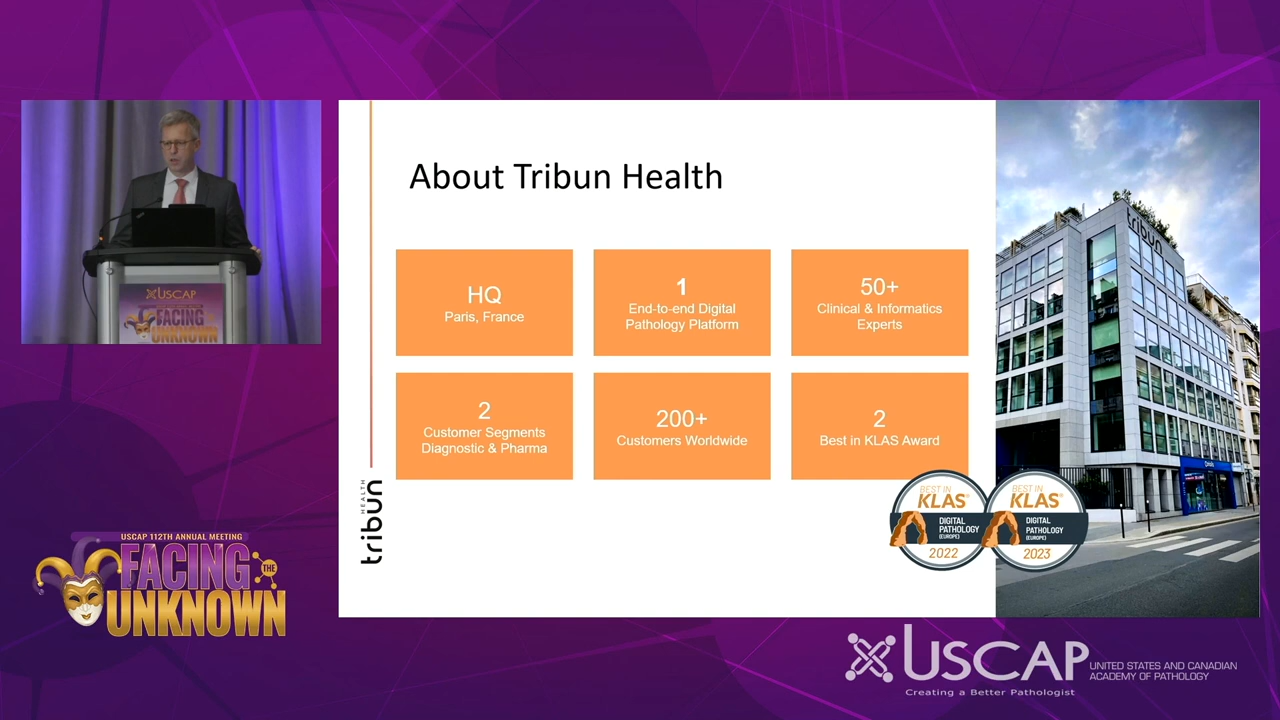 About Tribun Health
HQ
Paris, France
1
End-to-end Digital
Pathology Platform
50+
Clinical & Informatics
Experts
2
Customer Segments
Diagnostic & Pharma
200+
Customers Worldwide
2
Best in KLAS Award
tribun
HEALTH
BEST IN
KLAS
DIGITAL
PATHOLOGY
(EUROPE)
2022
BEST IN
KLAS
DIGITAL
PATHOLOGY
(EUROPE)
2023
tribun
USCAP
FACING
THE
UNKNOWN
USCAP 112TH ANNUAL MEETING
FACING
THE
UNKNOWN
USCAP
UNITED STATES AND CANADIAN
ACADEMY OF PATHOLOGY
Creating a Better Pathologist